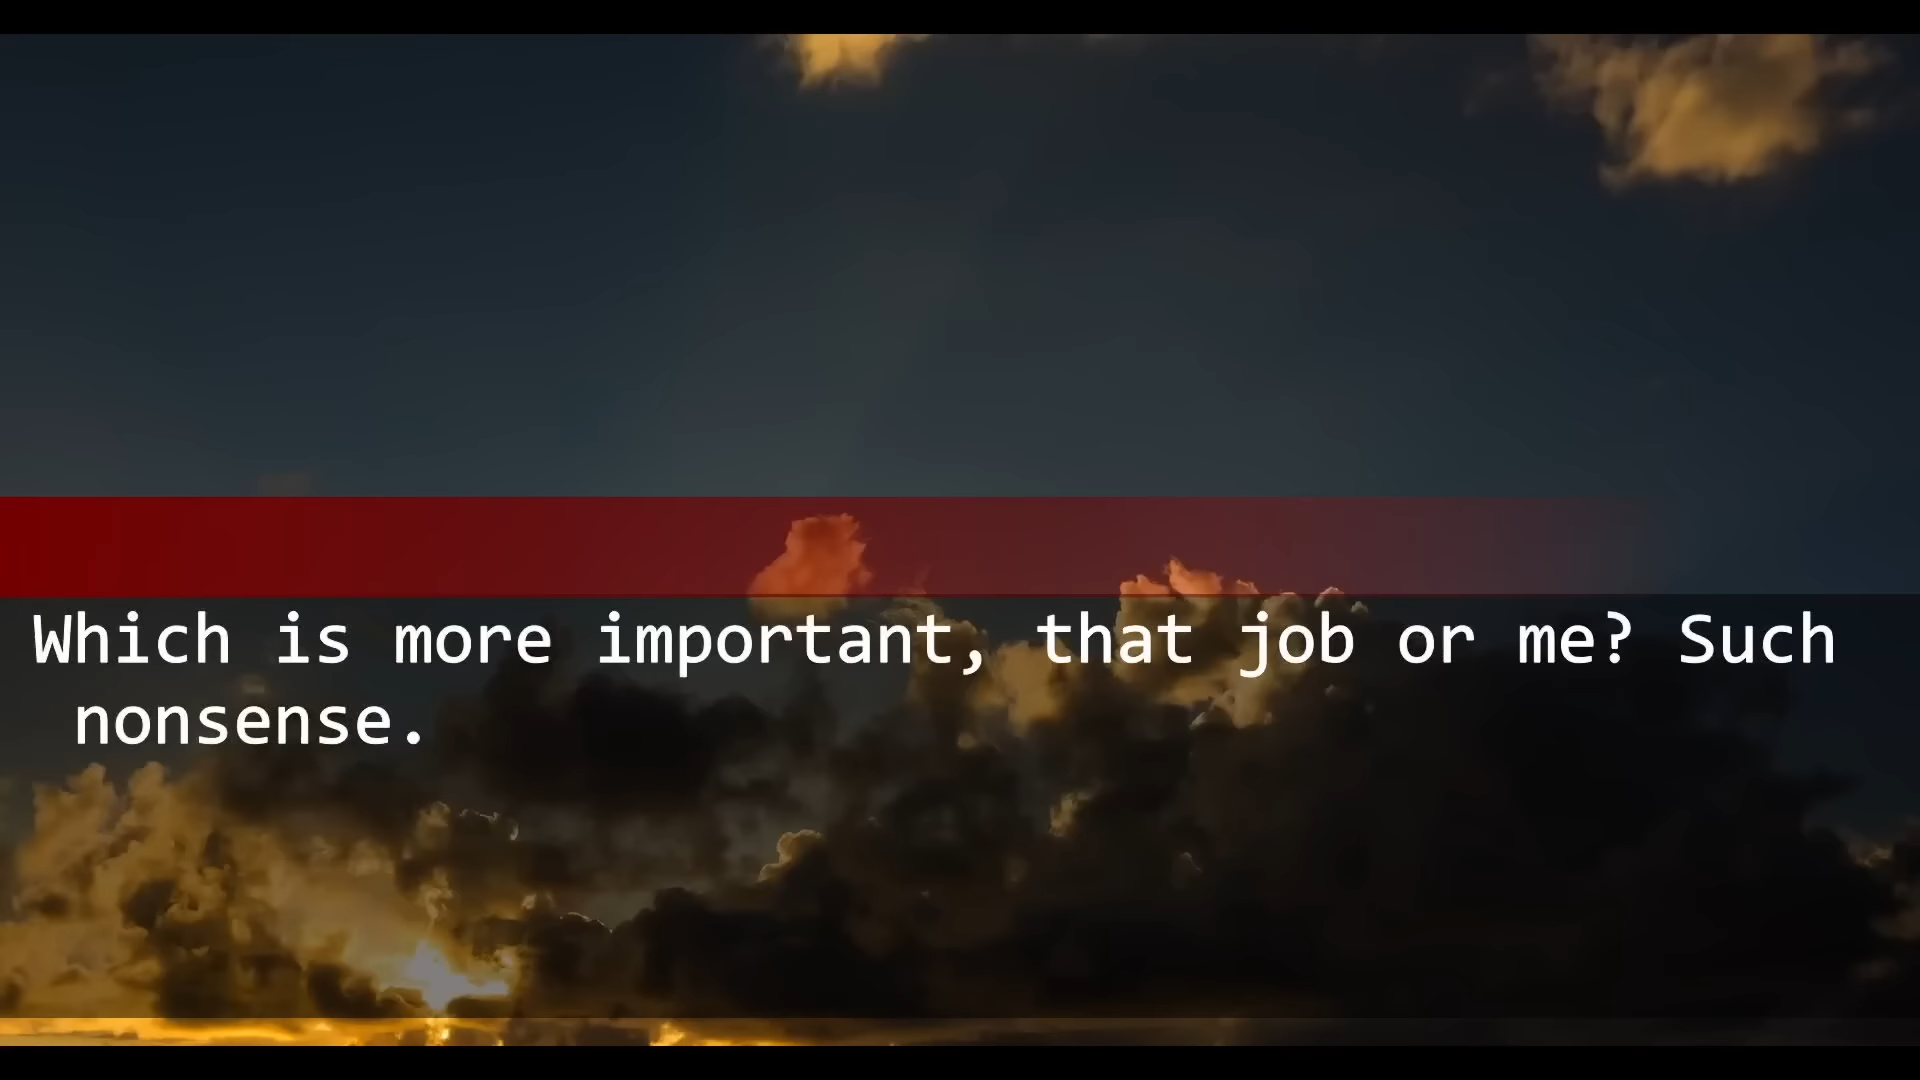 Which is more important, that job or me? Such
nonsense.